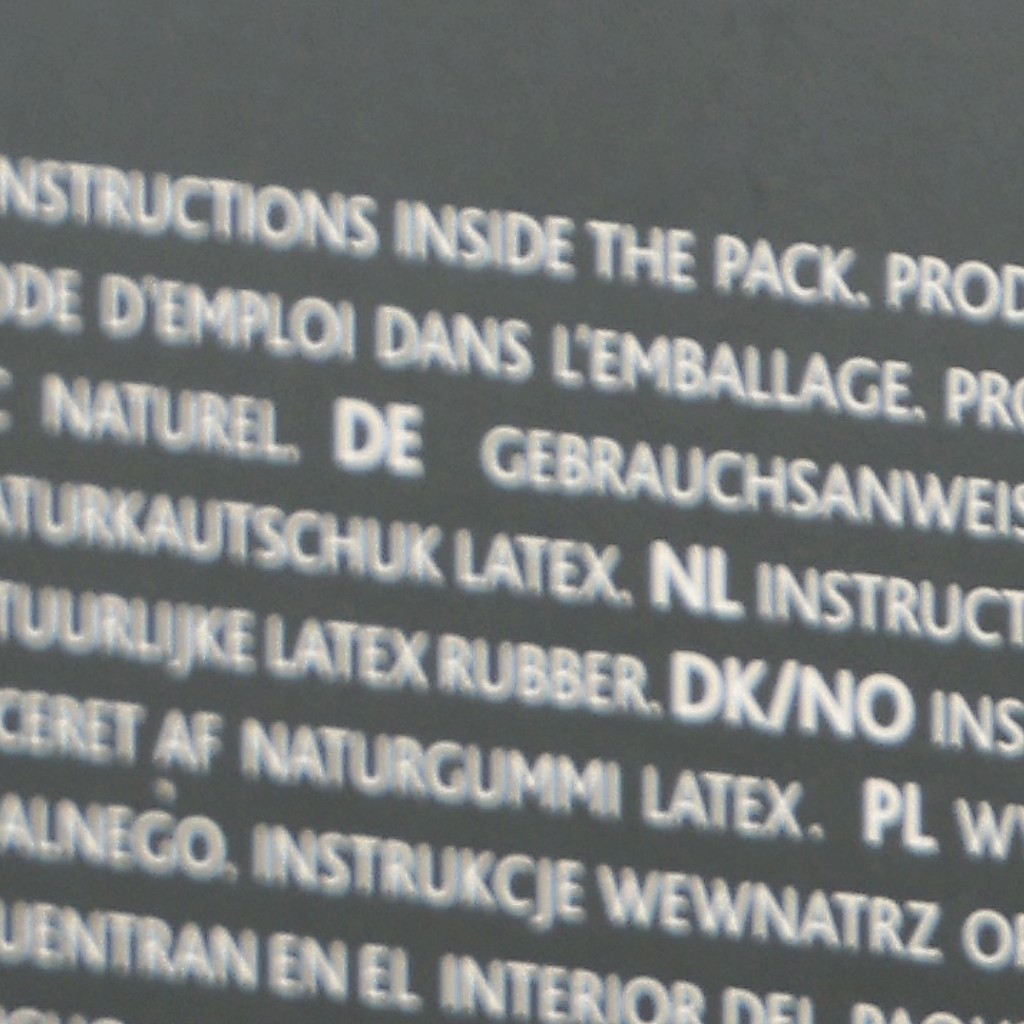 NSTRUCTIONS INSIDE THE PACK. PROD
ODE D'EMPLOI DANS L'EMBALLAGE. PRO
C NATUREL. DE GEBRAUCHSANWEIS
ATURKAUTSCHUK LATEX. NL INSTRUCT
TUURLIJKE LATEX RUBBER. DK/NO INS
CERET AF NATURGUMMI LATEX. PL W
ALNEGO. INSTRUKCJE WEWNATRZ O
UENTRAN EN EL INTERIOR DEL